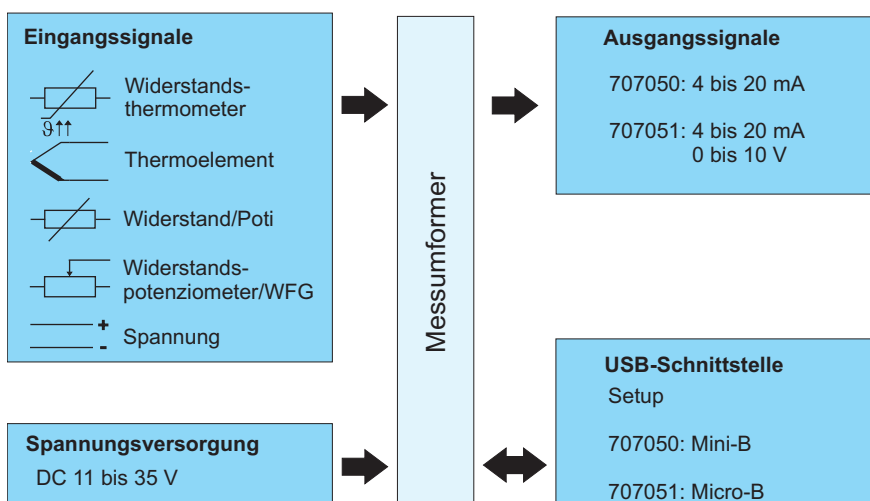 Eingangssignale
Widerstands-
thermometer
ϑ↑↑
Thermoelement
Widerstand/Poti
Widerstands-
potenziometer/WFG
+
-
Spannung
Spannungsversorgung
DC 11 bis 35 V
Messumformer
Ausgangssignale
707050: 4 bis 20 mA
707051: 4 bis 20 mA
0 bis 10 V
USB-Schnittstelle
Setup
707050: Mini-B
707051: Micro-B